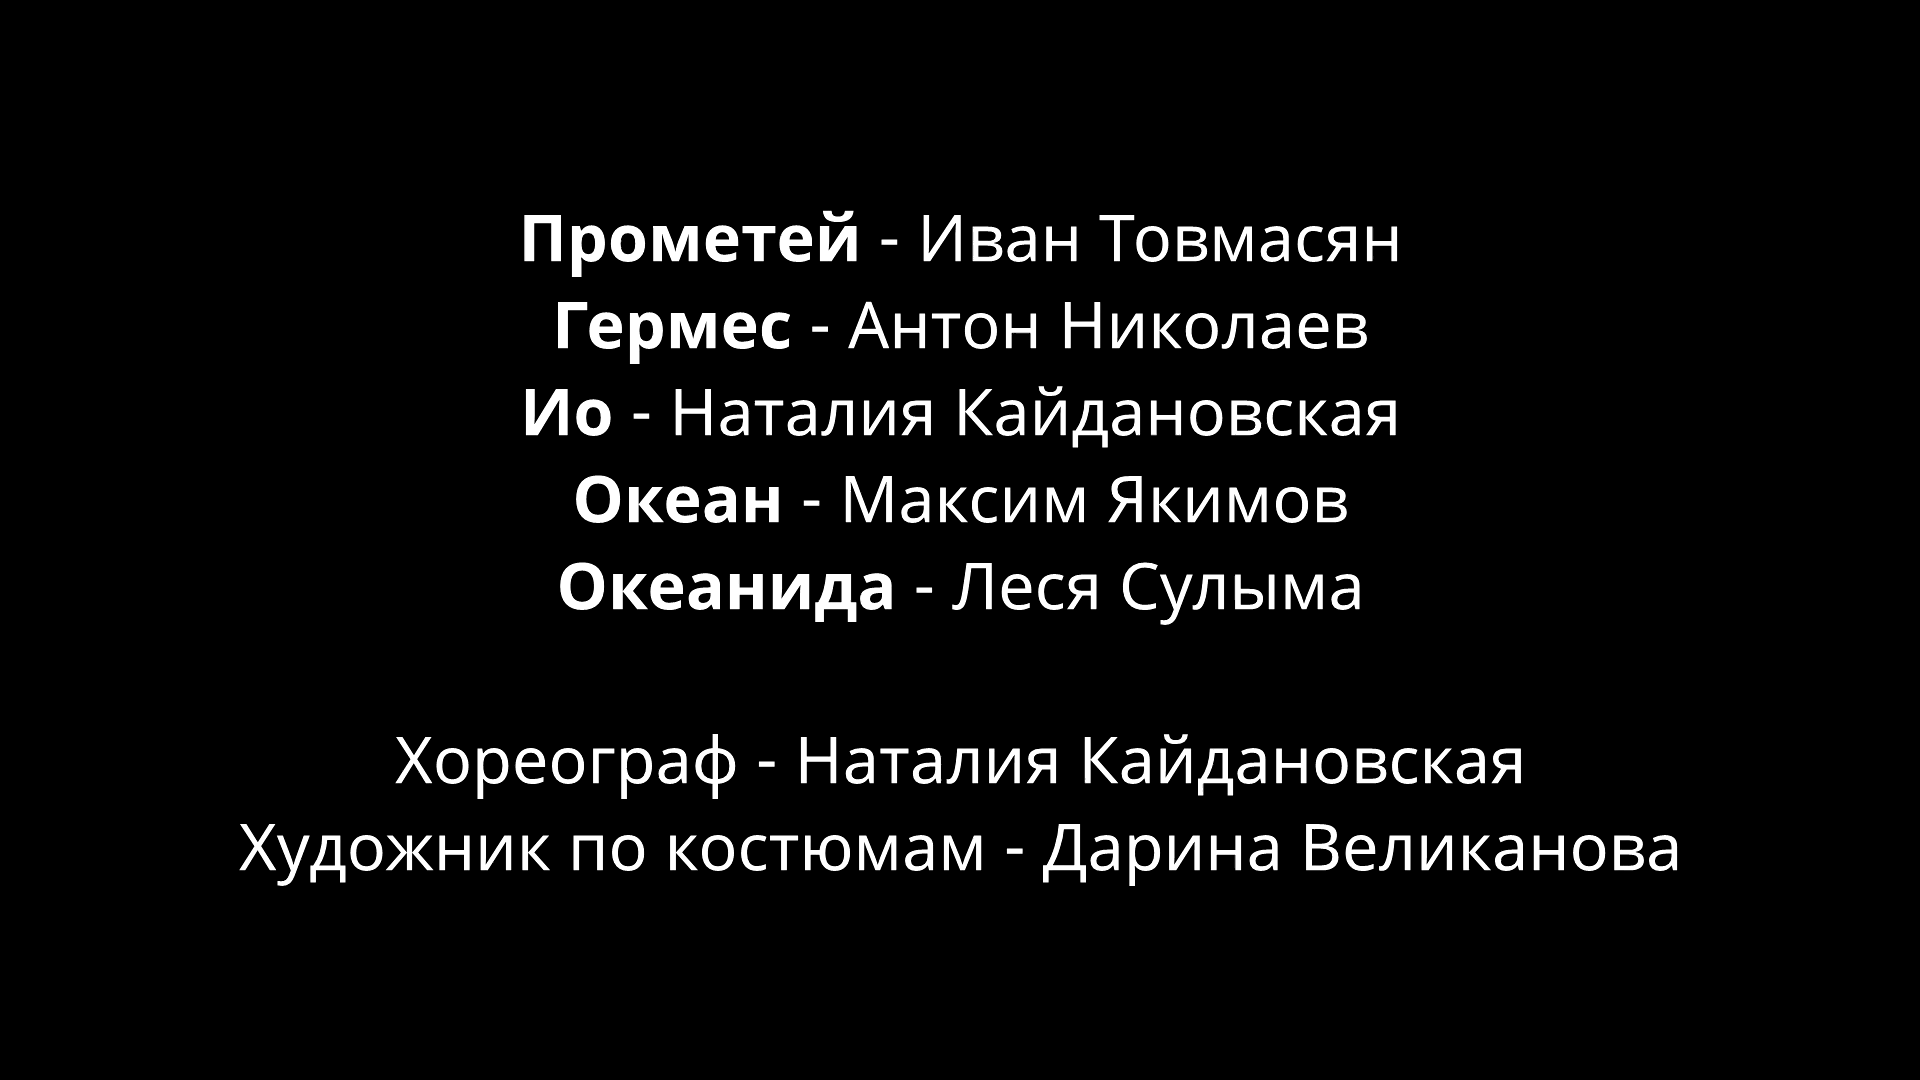 Прометей - Иван Товмасян
Гермес - Антон Николаев
Ио - Наталия Кайдановская
Океан - Максим Якимов
Океанида - Леся Сулыма
Хореограф - Наталия Кайдановская
Художник по костюмам - Дарина Великанова